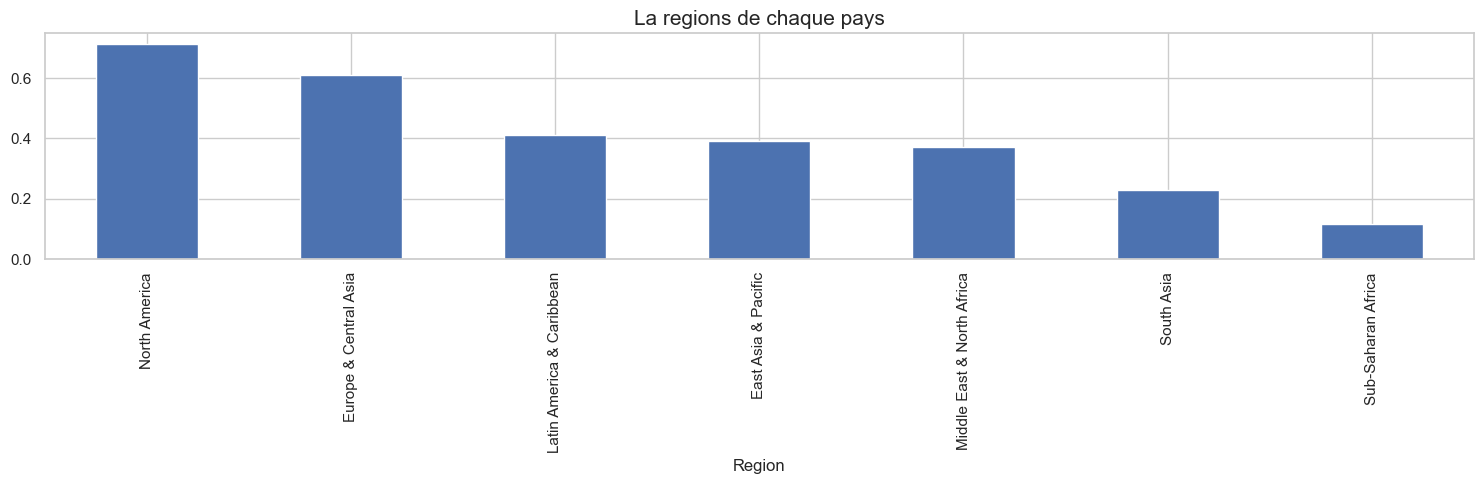 La regions de chaque pays
0.6
0.4
0.2
0.0
North America
Europe & Central Asia
Latin America & Caribbean
East Asia & Pacific
Middle East & North Africa
South Asia
Sub-Saharan Africa
Region